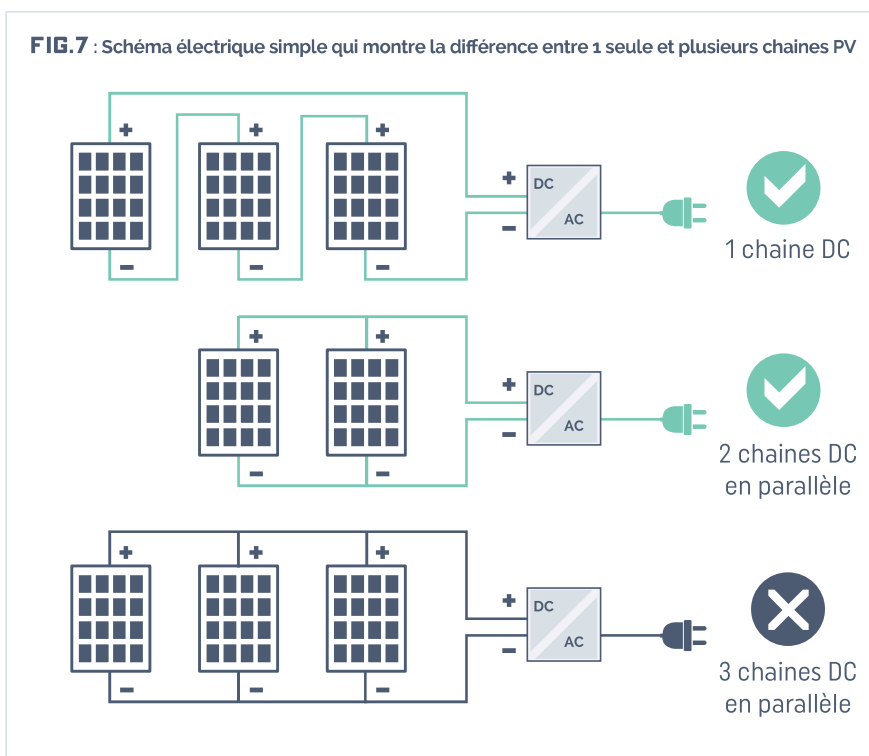 FIG.7 : Schéma électrique simple qui montre la différence entre 1 seule et plusieurs chaines PV
+ + +
+
DC
AC
−
− − −
1 chaine DC
+ +
+
DC
AC
−
− −
2 chaines DC
en parallèle
+ + +
+
DC
AC
−
− − −
3 chaines DC
en parallèle